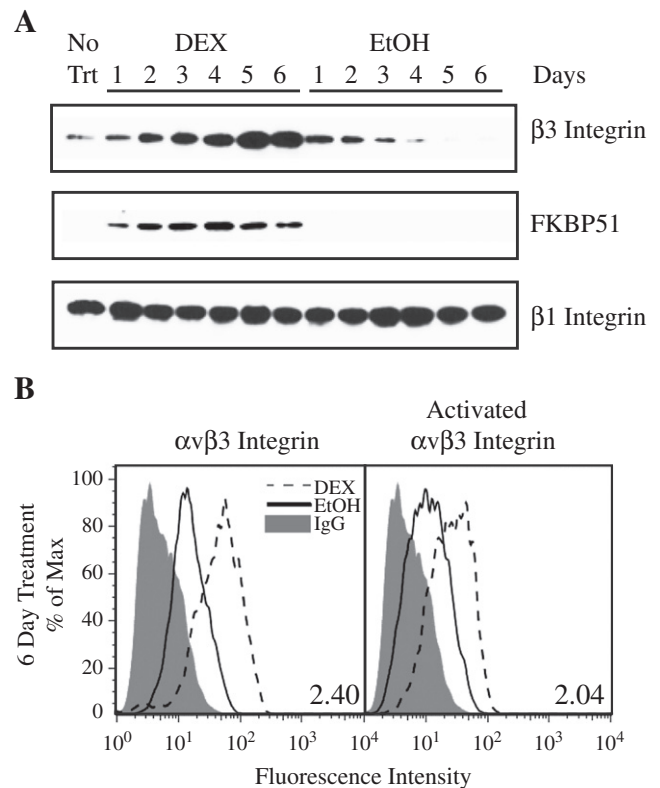 A
No DEX EtOH
Trt 1 2 3 4 5 6 1 2 3 4 5 6 Days
β3 Integrin
FKBP51
β1 Integrin
B
Activated
αvβ3 Integrin αvβ3 Integrin
6 Day Treatment
% of Max
100
80
60
40
20
0
DEX
EtOH
IgG
2.40 2.04
10⁰ 10¹ 10² 10³ 10⁴ 10¹ 10² 10³ 10⁴
Fluorescence Intensity